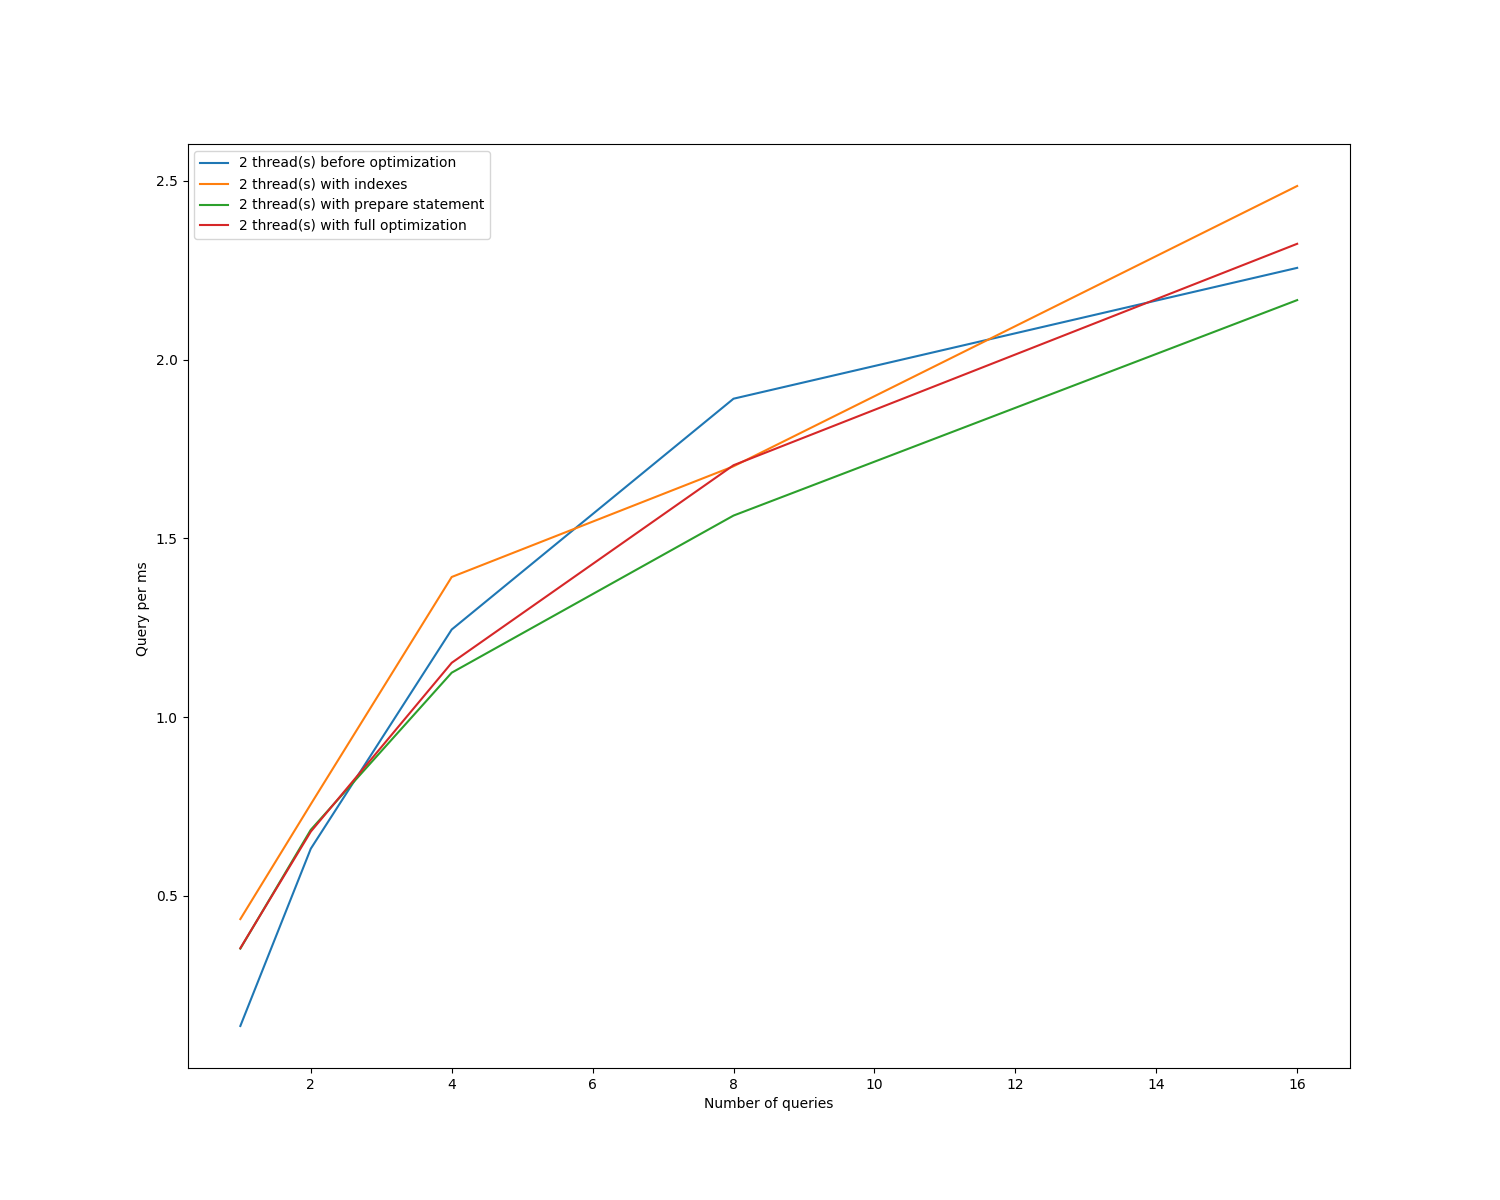 2 thread(s) before optimization
2 thread(s) with indexes
2 thread(s) with prepare statement
2 thread(s) with full optimization
2.5
2.0
1.5
1.0
0.5
Query per ms
2 4 6 8 10 12 14 16
Number of queries